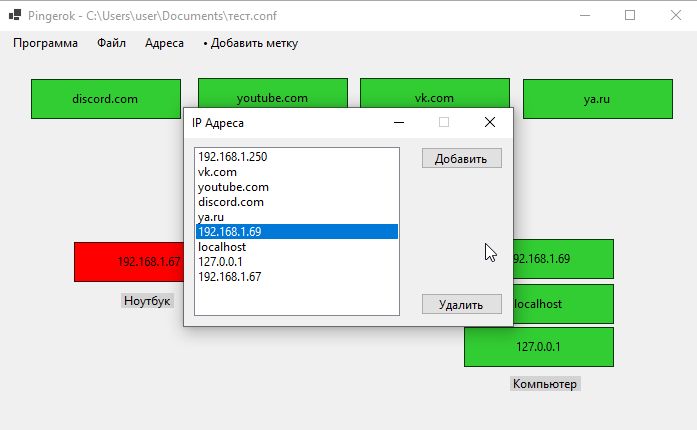 Pingerok - C:\Users\user\Documents\тест.conf
Программа Файл Адреса • Добавить метку
discord.com youtube.com vk.com ya.ru
IP Адреса
192.168.1.250
vk.com
youtube.com
discord.com
ya.ru
192.168.1.69
localhost
127.0.0.1
192.168.1.67
Добавить
Удалить
192.168.1.67
Ноутбук
92.168.1.69
localhost
127.0.0.1
Компьютер